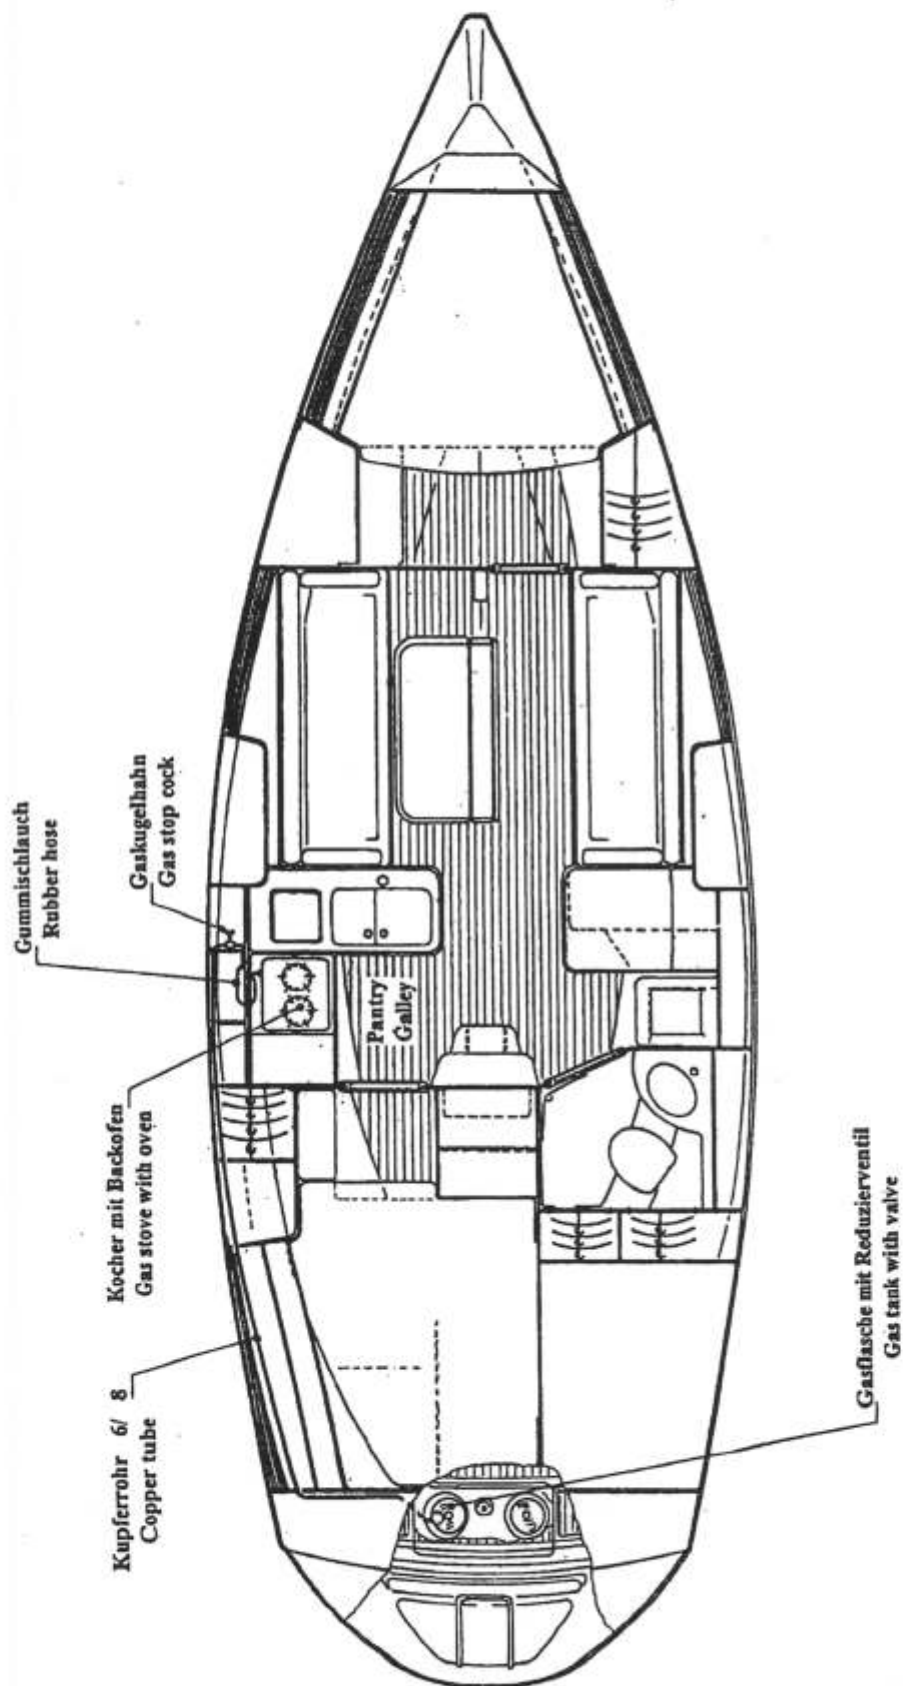 Gummischlauch
Rubber hose
Gaskugelhahn
Gas stop cock
Kocher mit Backofen
Gas stove with oven
Kupferrohr 6/ 8
Copper tube
Pantry
Galley
Gasflasche mit Reduzierventil
Gas tank with valve